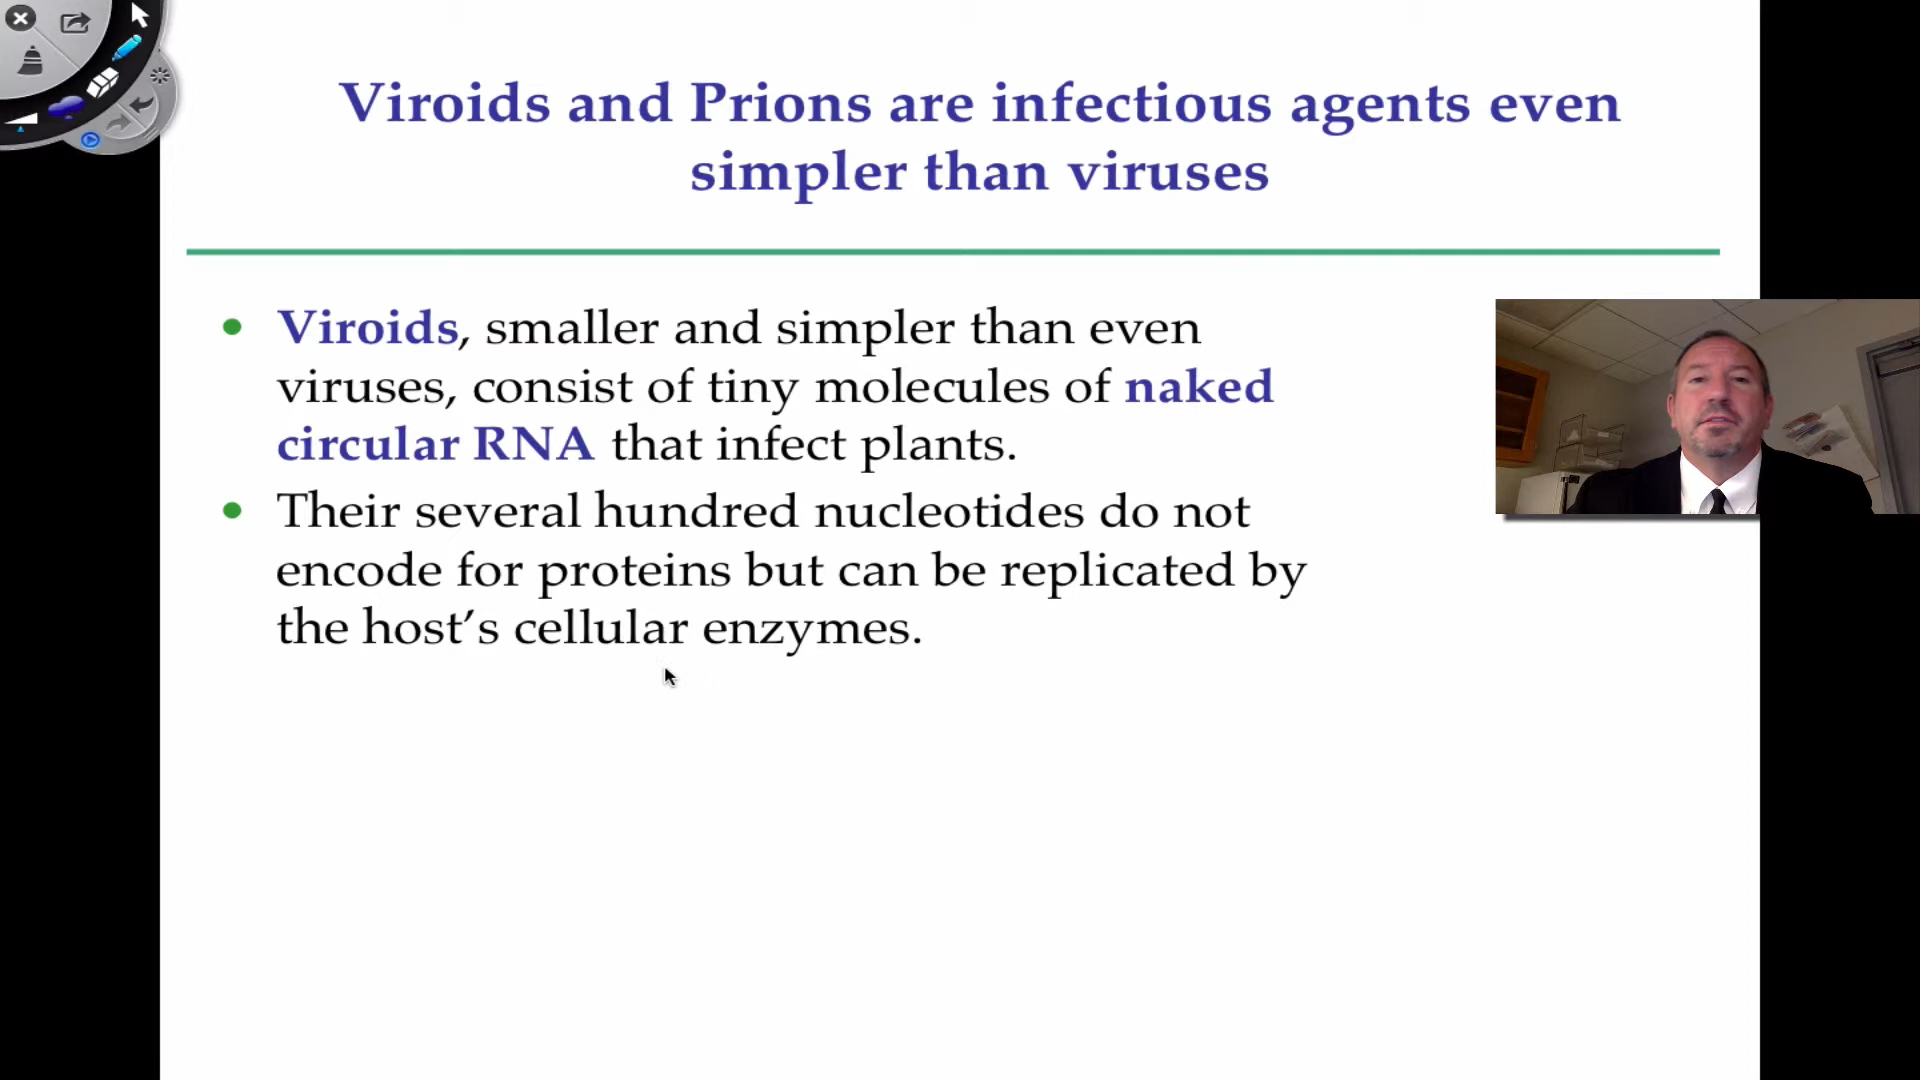 Viroids and Prions are infectious agents even
simpler than viruses
• Viroids, smaller and simpler than even
viruses, consist of tiny molecules of naked
circular RNA that infect plants.
• Their several hundred nucleotides do not
encode for proteins but can be replicated by
the host’s cellular enzymes.